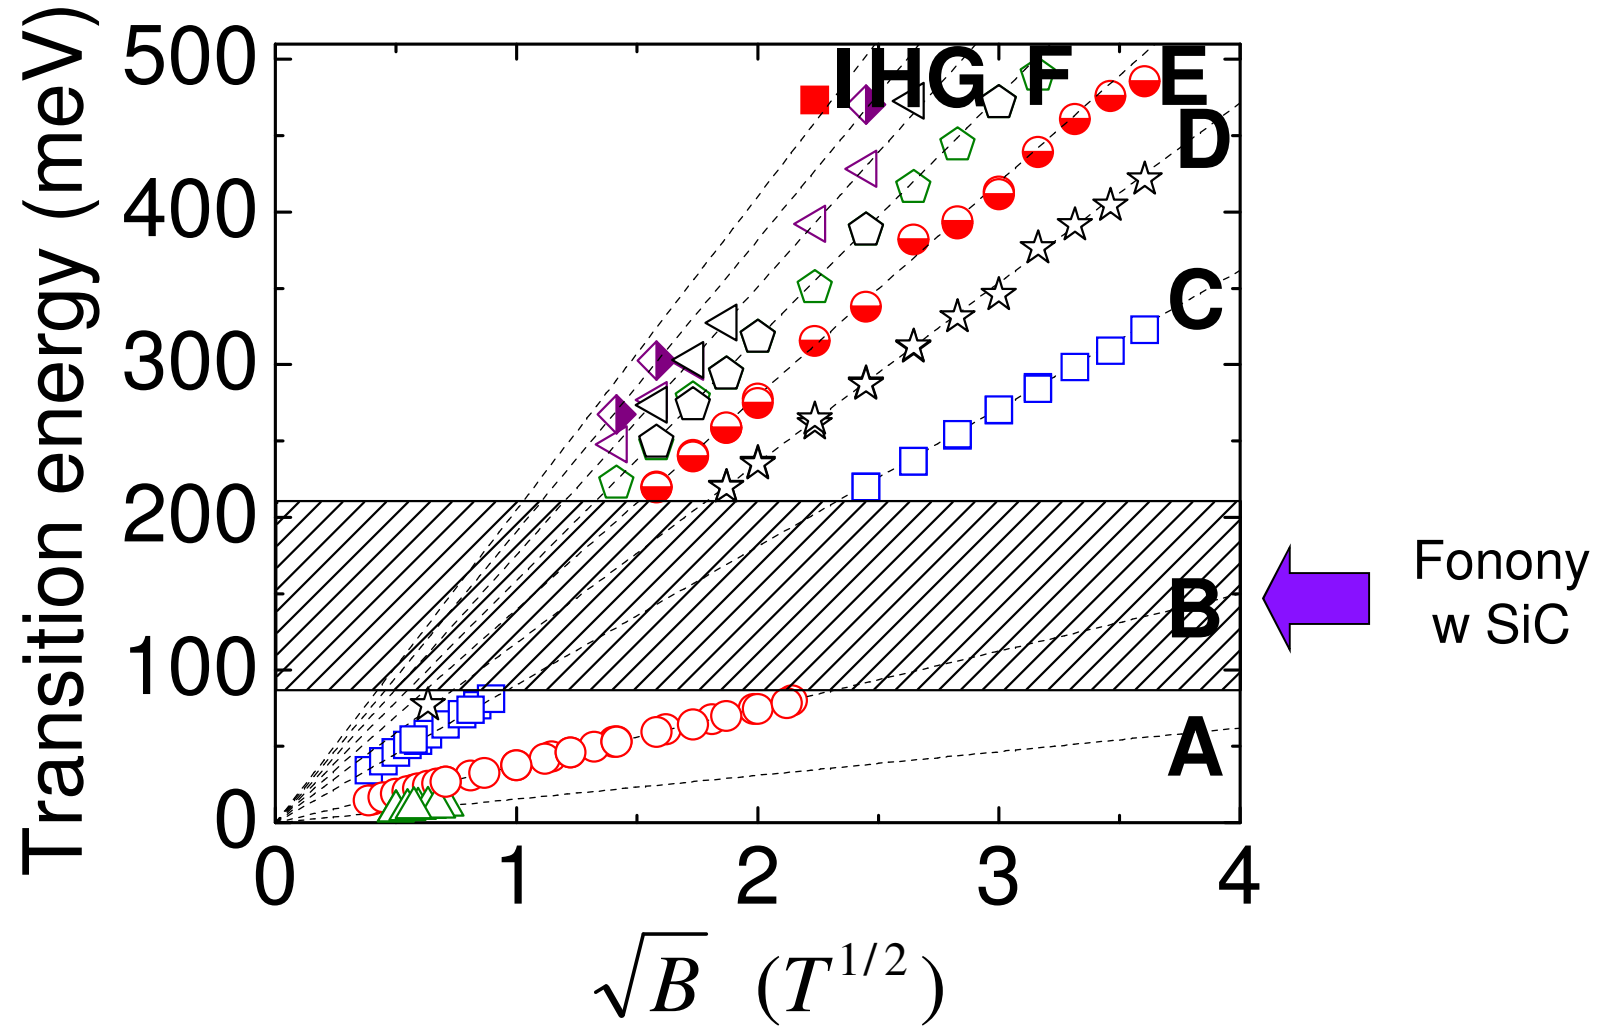 Transition energy (meV)
500
400
300
200
100
0
I H G F E
D
C
B
A
Fonony
w SiC
0 1 2 3 4
√B (T^1/2)